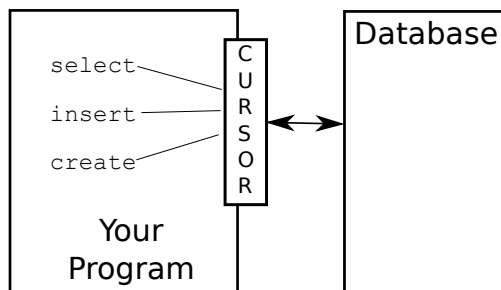 select
insert
create
Your
Program
C
U
R
S
O
R
Database